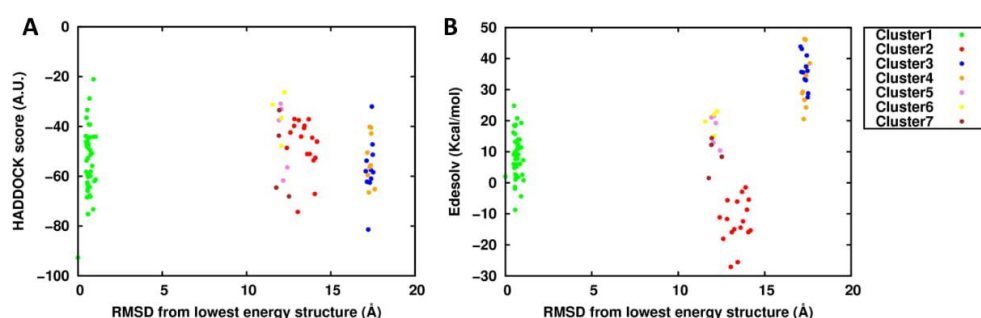 A
HADDOCK score (A.U.)
0
−20
−40
−60
−80
−100
0
5
10
15
20
RMSD from lowest energy structure (Å)
B
Edesolv (Kcal/mol)
50
40
30
20
10
0
−10
−20
−30
0
5
10
15
20
RMSD from lowest energy structure (Å)
Cluster1
Cluster2
Cluster3
Cluster4
Cluster5
Cluster6
Cluster7